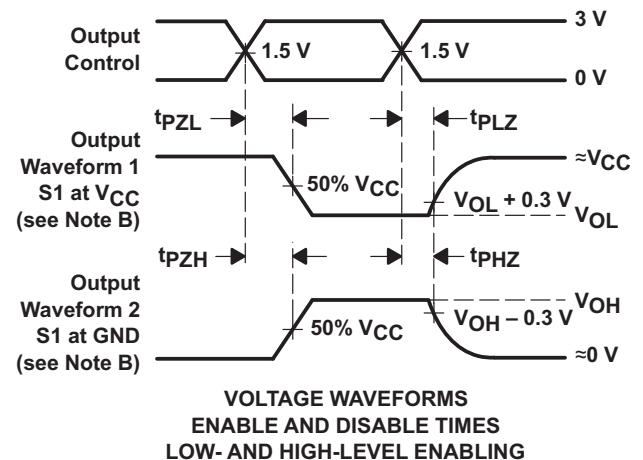 Output
Control
3 V
1.5 V
1.5 V
0 V
tPZL
tPLZ
Output
Waveform 1
S1 at VCC
(see Note B)
≈VCC
50% VCC
VOL + 0.3 V
VOL
tPZH
tPHZ
Output
Waveform 2
S1 at GND
(see Note B)
VOH
VOH – 0.3 V
50% VCC
≈0 V
VOLTAGE WAVEFORMS
ENABLE AND DISABLE TIMES
LOW- AND HIGH-LEVEL ENABLING